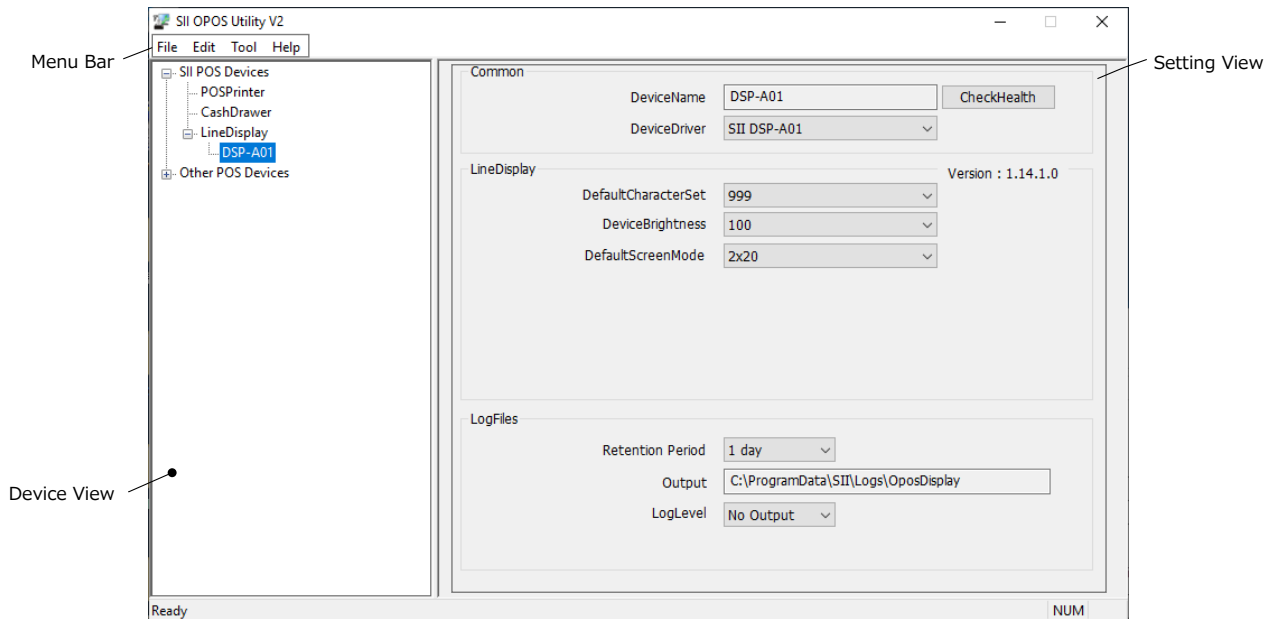 SII OPOS Utility V2
File Edit Tool Help
Menu Bar
Setting View
SII POS Devices
POSPrinter
CashDrawer
LineDisplay
DSP-A01
Other POS Devices
Device View
Common
DeviceName DSP-A01 CheckHealth
DeviceDriver SII DSP-A01
LineDisplay Version : 1.14.1.0
DefaultCharacterSet 999
DeviceBrightness 100
DefaultScreenMode 2x20
LogFiles
Retention Period 1 day
Output C:\ProgramData\SII\Logs\OposDisplay
LogLevel No Output
Ready NUM